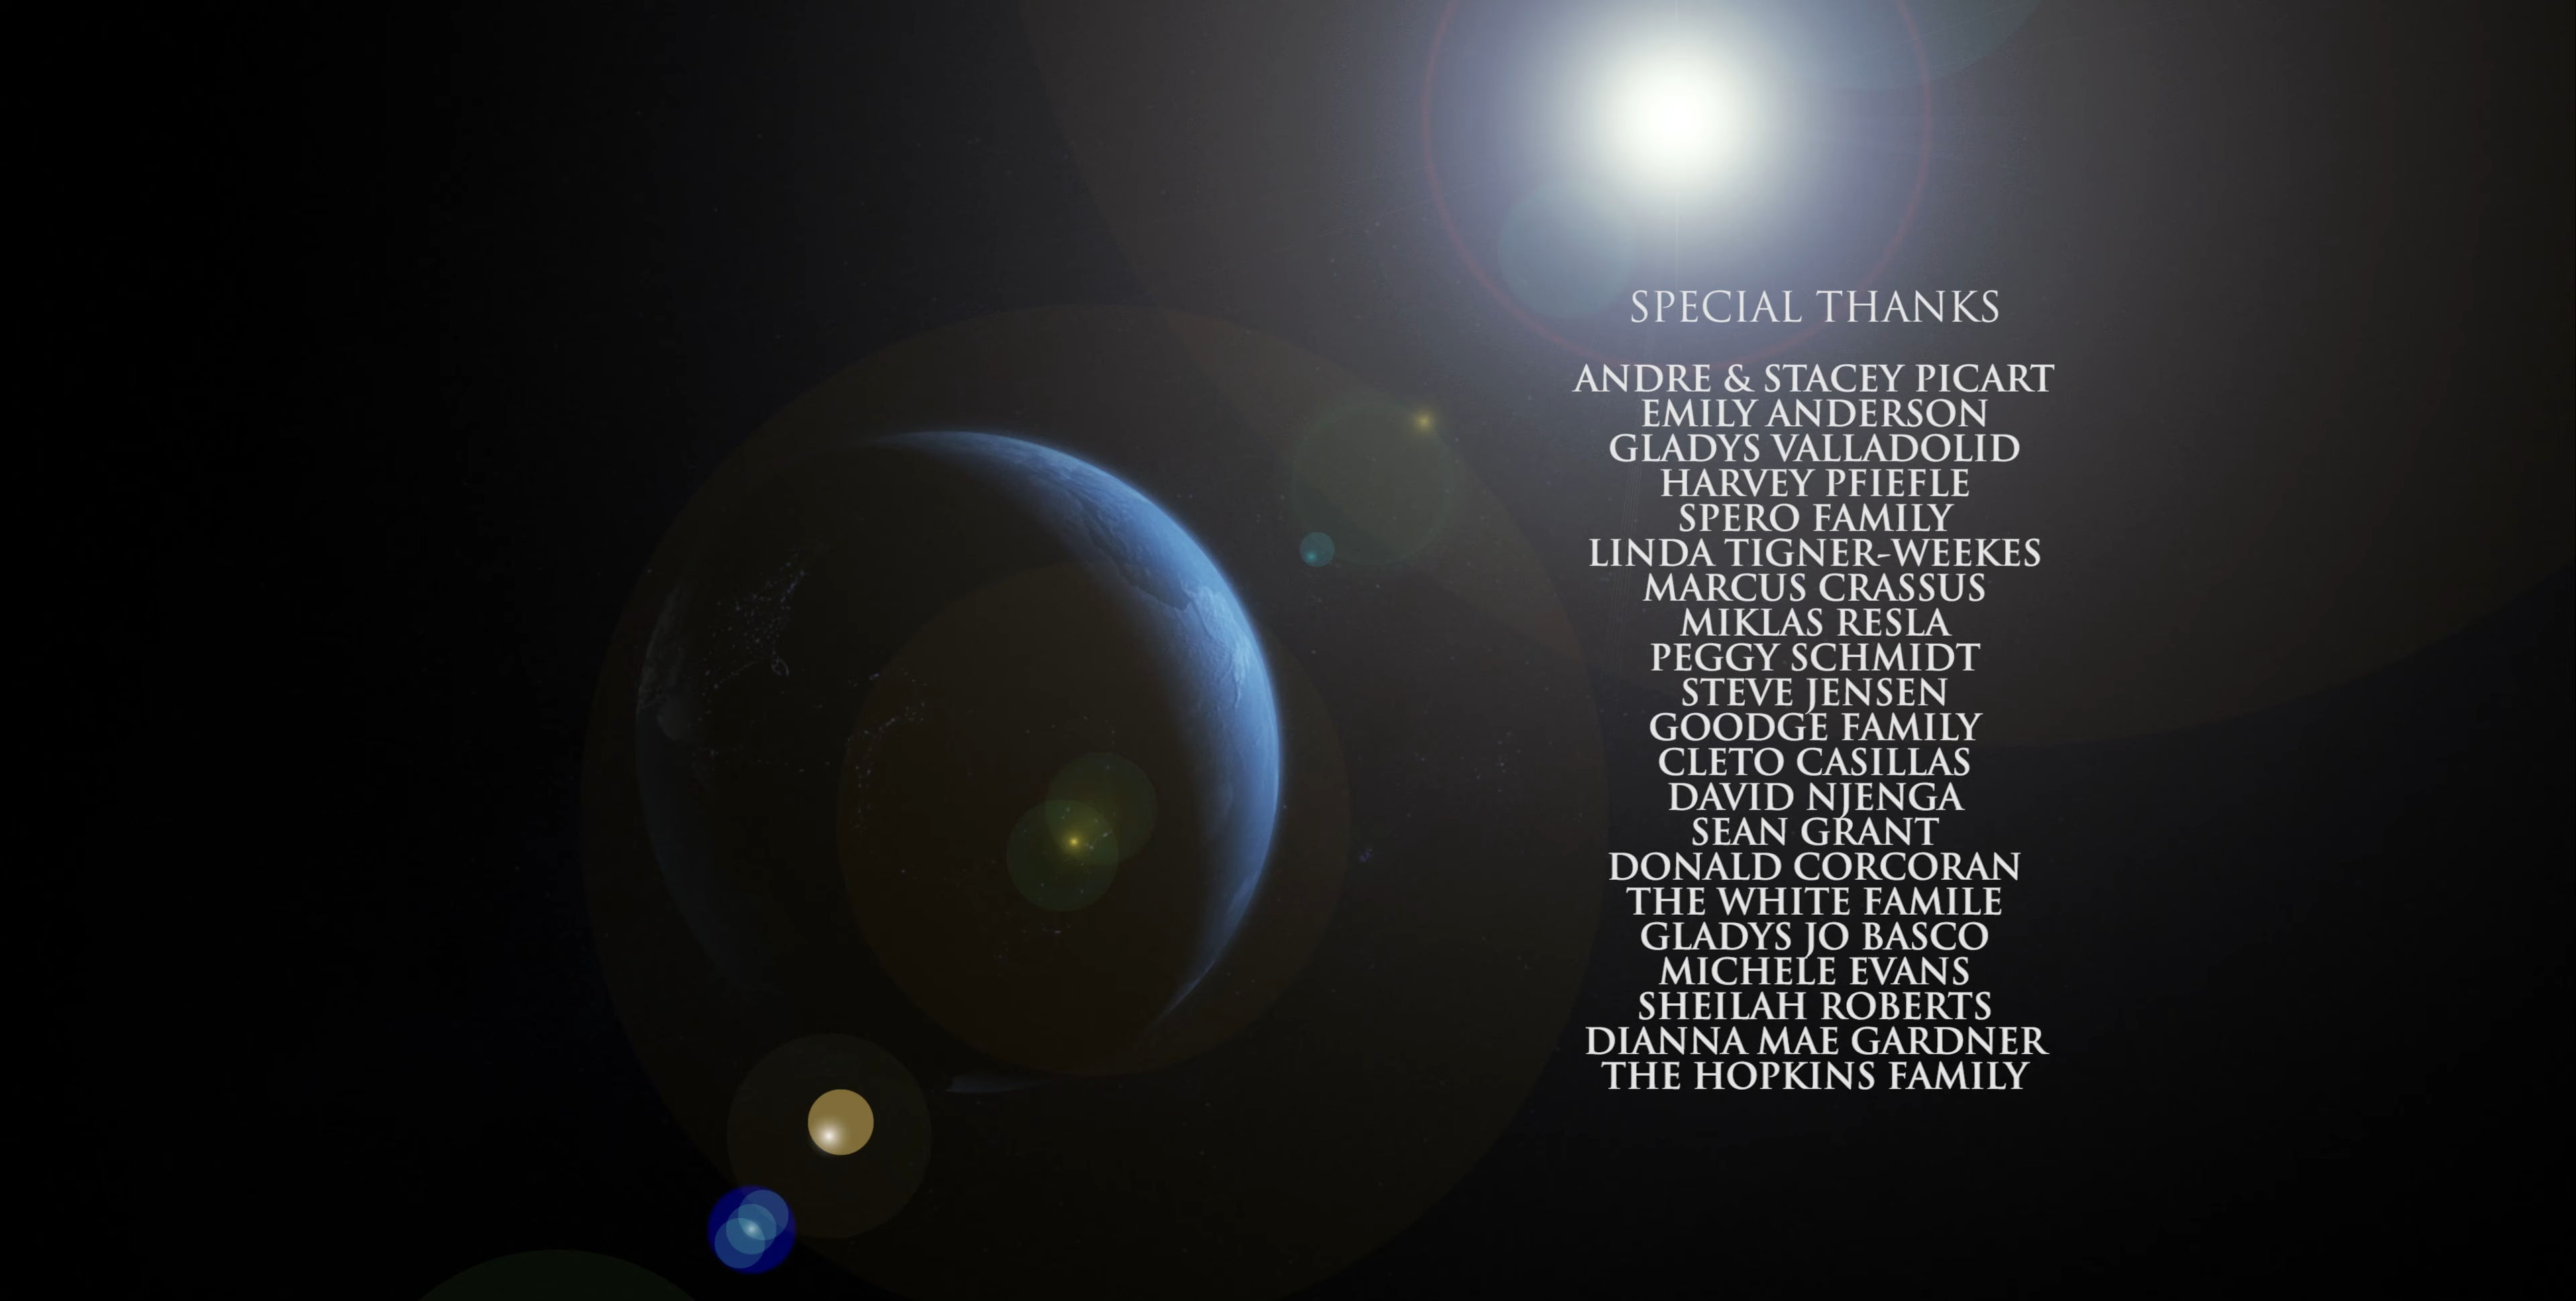 SPECIAL THANKS
ANDRE & STACEY PICART
EMILY ANDERSON
GLADYS VALLADOLID
HARVEY PFIEFLE
SPERO FAMILY
LINDA TIGNER-WEEKES
MARCUS CRASSUS
MIKLAS RESLA
PEGGY SCHMIDT
STEVE JENSEN
GOODGE FAMILY
CLETO CASILLAS
DAVID NJENGA
SEAN GRANT
DONALD CORCORAN
THE WHITE FAMILE
GLADYS JO BASCO
MICHELE EVANS
SHEILAH ROBERTS
DIANNA MAE GARDNER
THE HOPKINS FAMILY